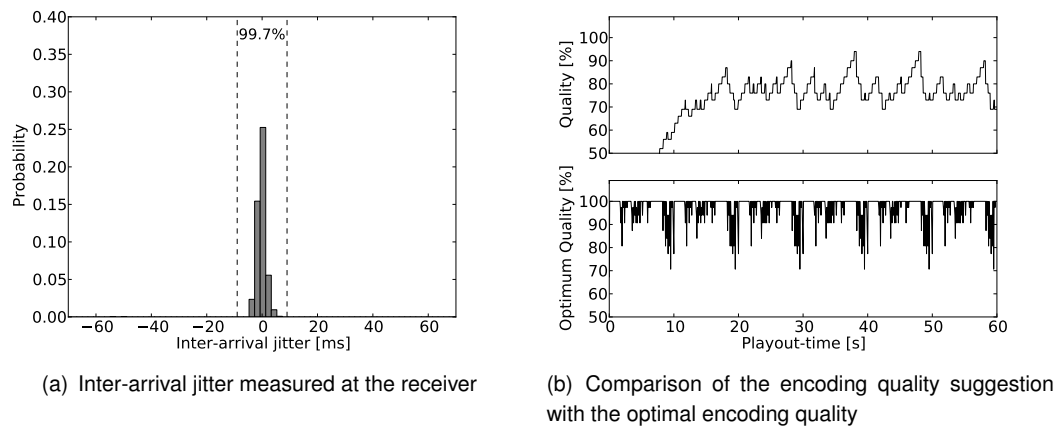 0.40
0.35
0.30
0.25
0.20
0.15
0.10
0.05
0.00
Probability
99.7%
−60 −40 −20 0 20 40 60
Inter-arrival jitter [ms]
(a) Inter-arrival jitter measured at the receiver
Quality [%]
100
90
80
70
60
50
Optimum Quality [%]
100
90
80
70
60
50
0 10 20 30 40 50 60
Playout-time [s]
(b) Comparison of the encoding quality suggestion
with the optimal encoding quality